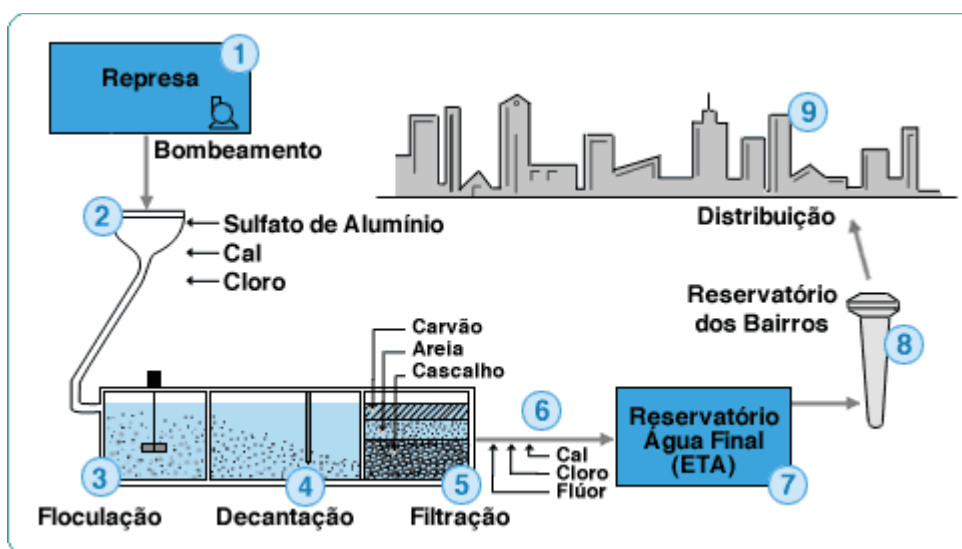 1
Represa
Bombeamento
2
Sulfato de Alumínio
Cal
Cloro
Carvão
Areia
Cascalho
3
Floculação
4
Decantação
5
Filtração
6
Cal
Cloro
Flúor
Reservatório
Água Final
(ETA)
7
Reservatório
dos Bairros
8
Distribuição
9